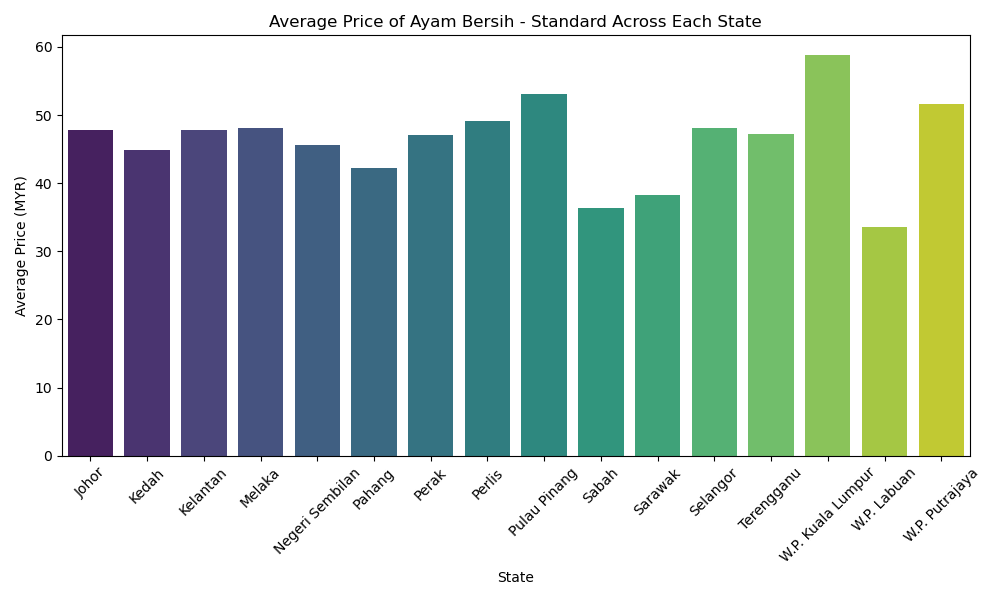 Average Price of Ayam Bersih - Standard Across Each State
Average Price (MYR)
60
50
40
30
20
10
0
Johor
Kedah
Kelantan
Melaka
Negeri Sembilan
Pahang
Perak
Perlis
Pulau Pinang
Sabah
Sarawak
Selangor
Terengganu
W.P. Kuala Lumpur
W.P. Labuan
W.P. Putrajaya
State